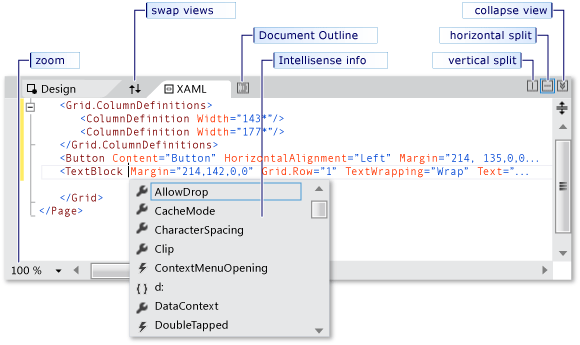 swap views
collapse view
Document Outline
horizontal split
zoom
Intellisense info
vertical split
Design
XAML
<Grid.ColumnDefinitions>
<ColumnDefinition Width="143*"/>
<ColumnDefinition Width="177*"/>
</Grid.ColumnDefinitions>
<Button Content="Button" HorizontalAlignment="Left" Margin="214, 135,0,0...
<TextBlock Margin="214,142,0,0" Grid.Row="1" TextWrapping="Wrap" Text="...
</Grid>
</Page>
AllowDrop
CacheMode
CharacterSpacing
Clip
ContextMenuOpening
{ } d:
DataContext
DoubleTapped
100 %